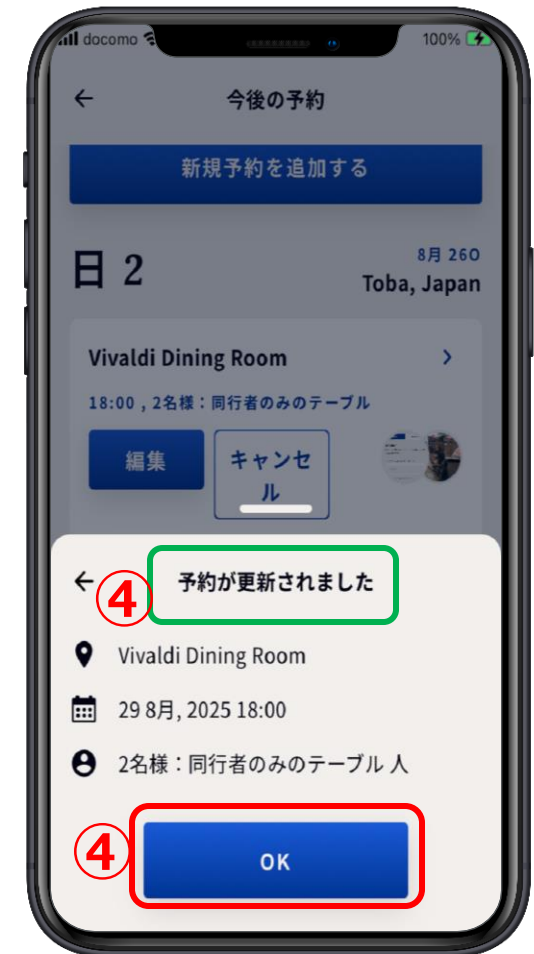 docomo 100%
今後の予約
新規予約を追加する
日 2
8月 26O
Toba, Japan
Vivaldi Dining Room
18:00 , 2名様：同行者のみのテーブル
編集
キャンセ
ル
④ 予約が更新されました
Vivaldi Dining Room
29 8月, 2025 18:00
2名様：同行者のみのテーブル 人
④ OK